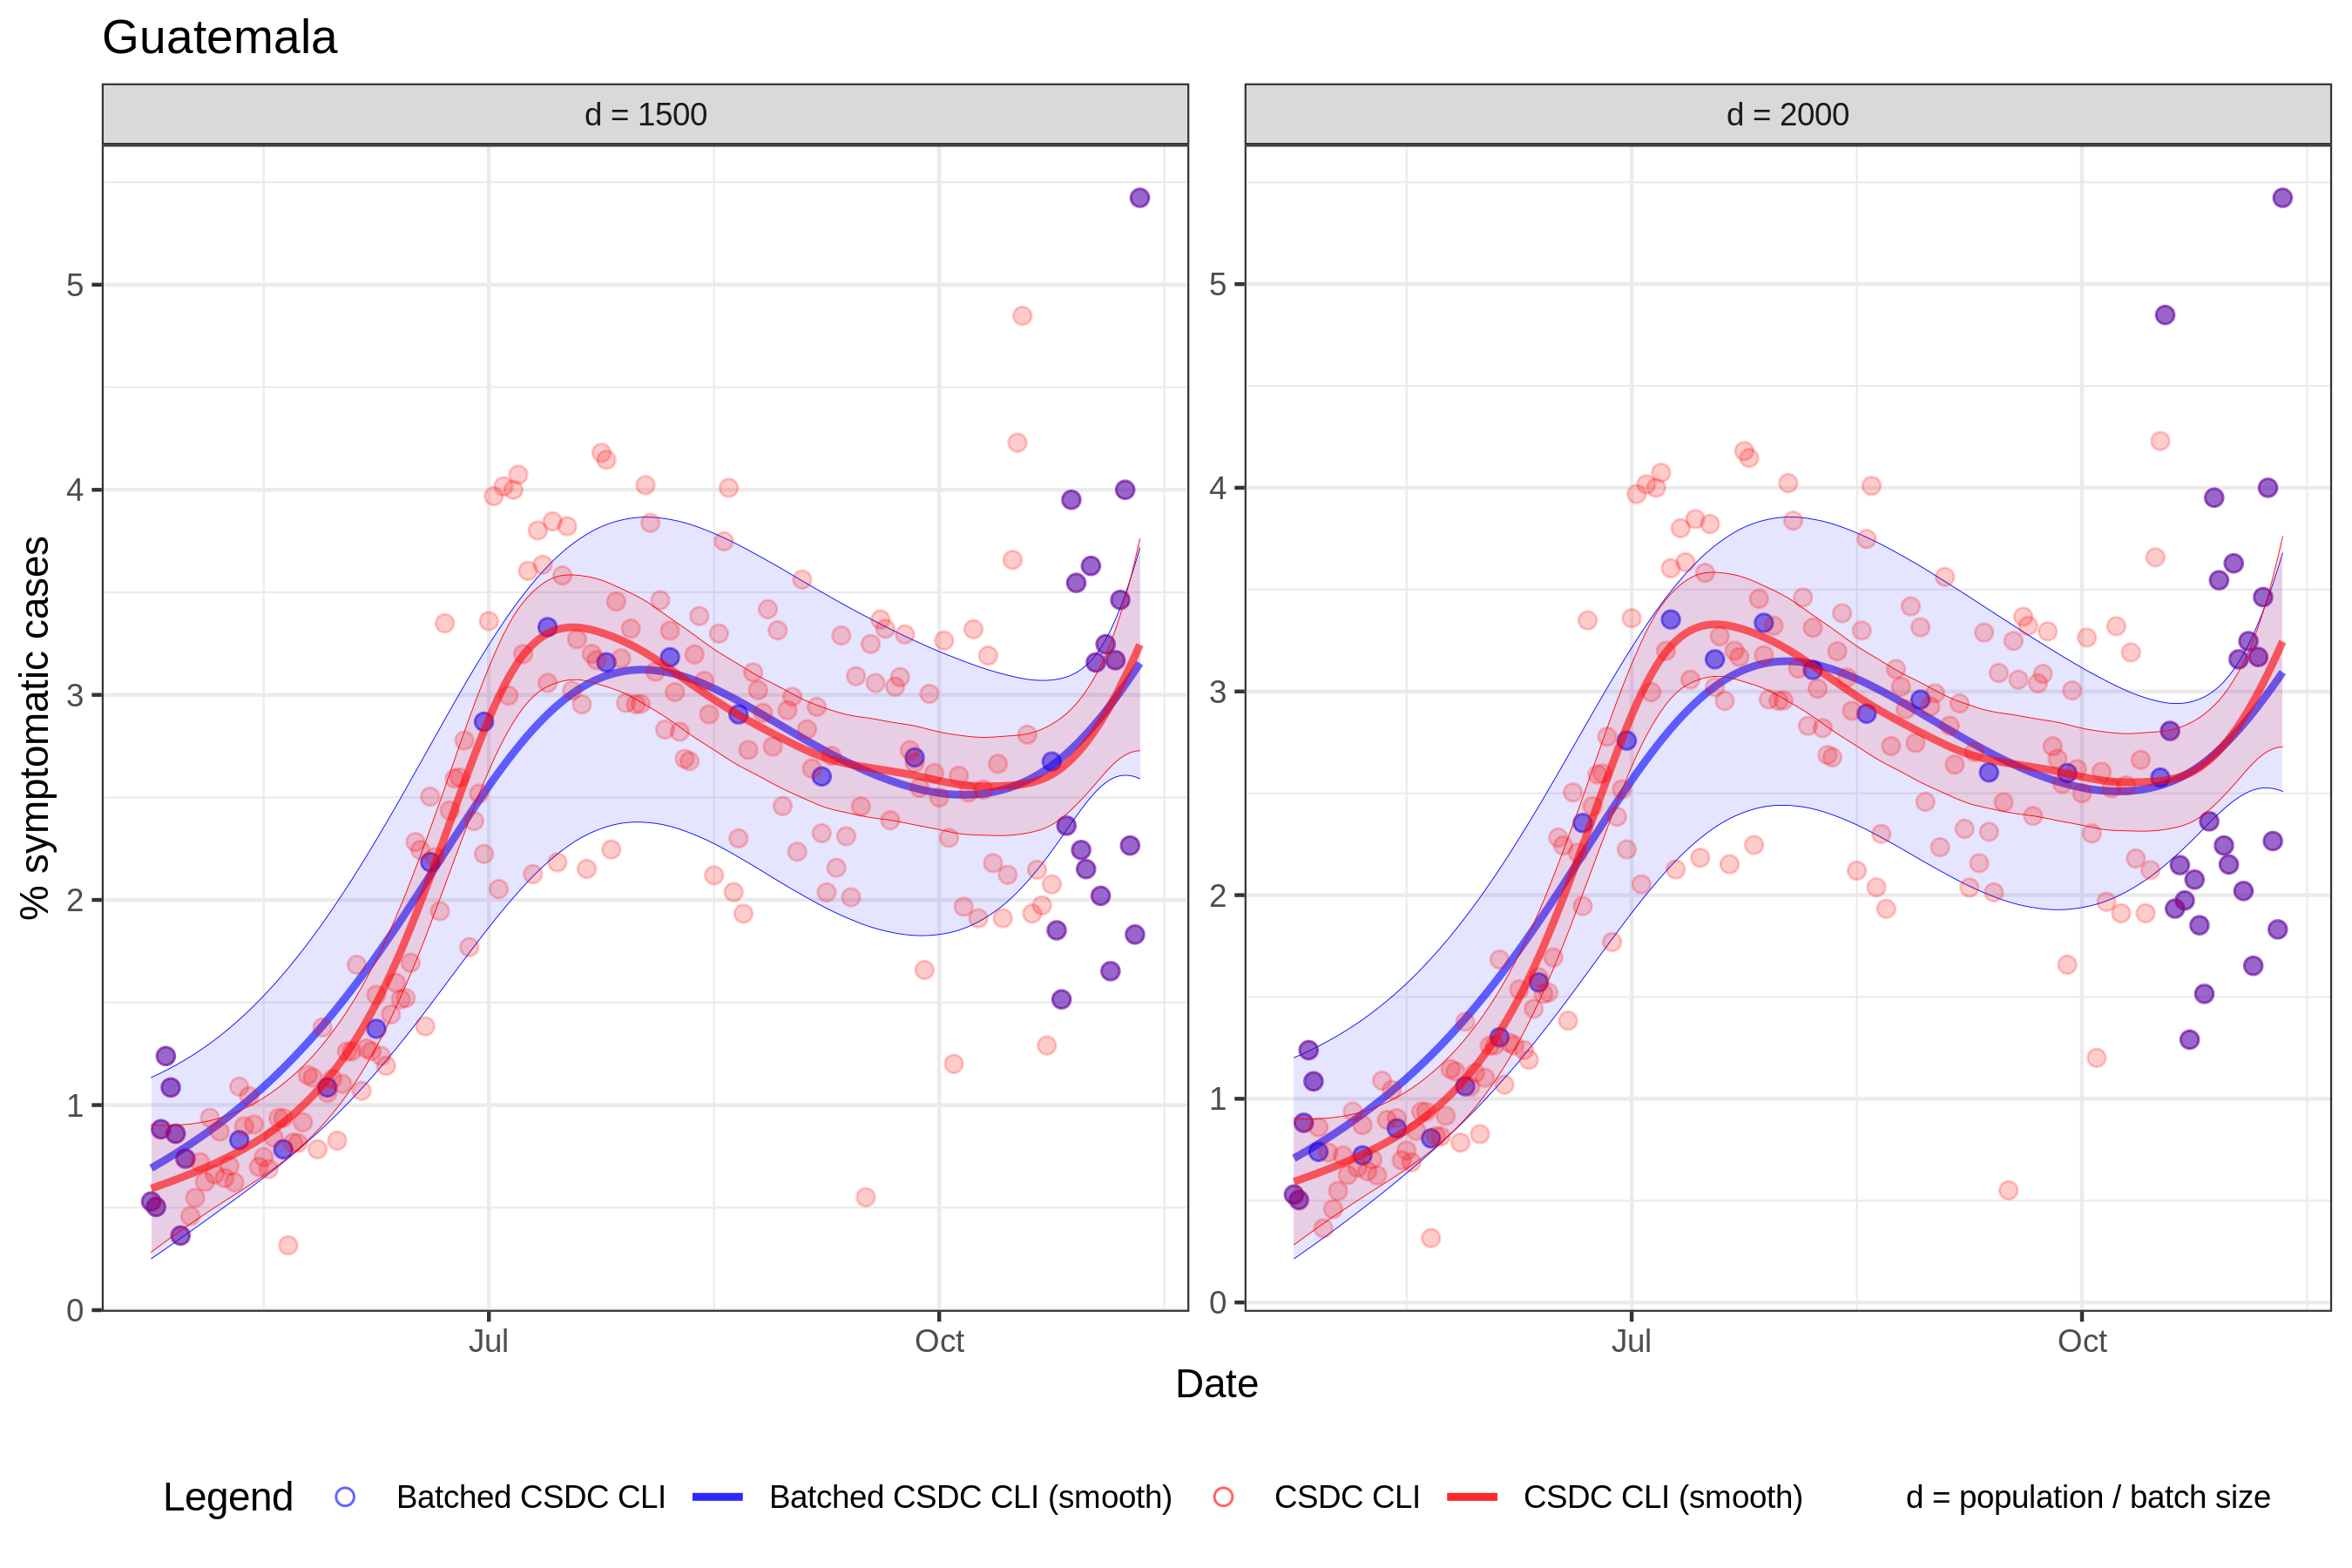 Guatemala
d = 1500
d = 2000
% symptomatic cases
5
4
3
2
1
0
5
4
3
2
1
0
Jul
Oct
Jul
Oct
Date
Legend
Batched CSDC CLI
Batched CSDC CLI (smooth)
CSDC CLI
CSDC CLI (smooth)
d = population / batch size